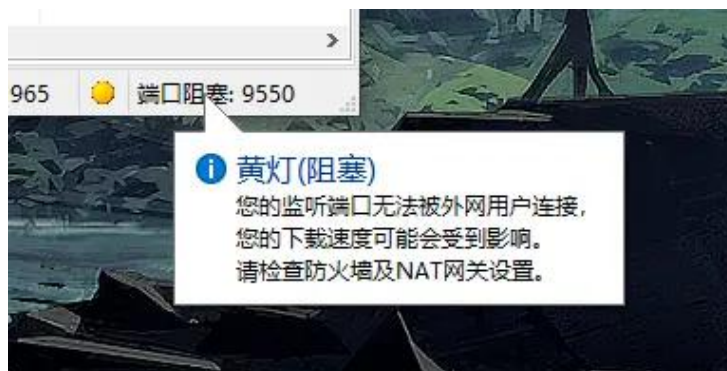 965 端口阻塞: 9550
黄灯(阻塞)
您的监听端口无法被外网用户连接，
您的下载速度可能会受到影响。
请检查防火墙及NAT网关设置。